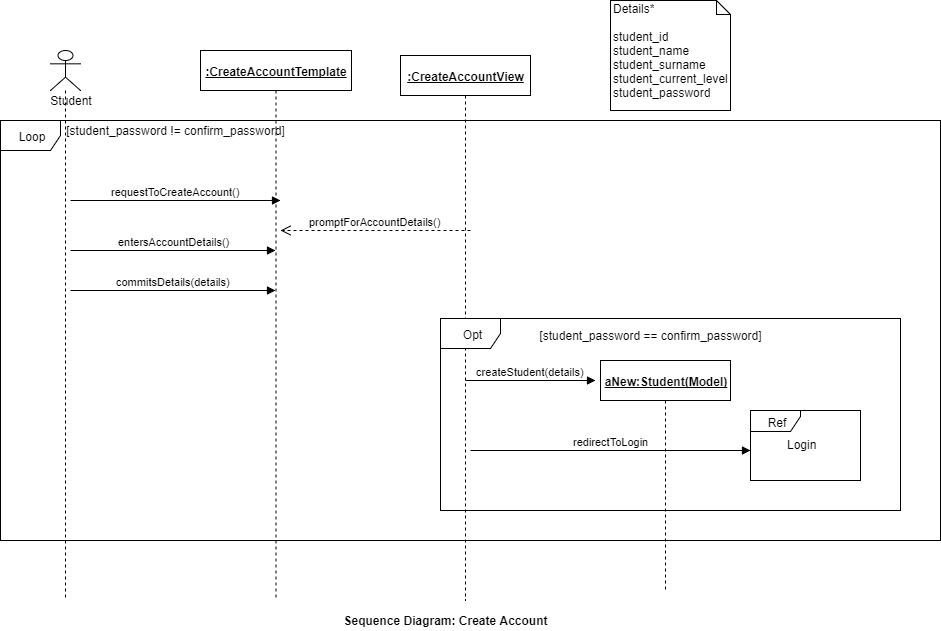 Details*
student_id
student_name
student_surname
student_current_level
student_password
Student
:CreateAccountTemplate
:CreateAccountView
Loop
[student_password != confirm_password]
requestToCreateAccount()
promptForAccountDetails()
entersAccountDetails()
commitsDetails(details)
Opt
[student_password == confirm_password]
createStudent(details)
aNew:Student(Model)
Ref
Login
redirectToLogin
Sequence Diagram: Create Account